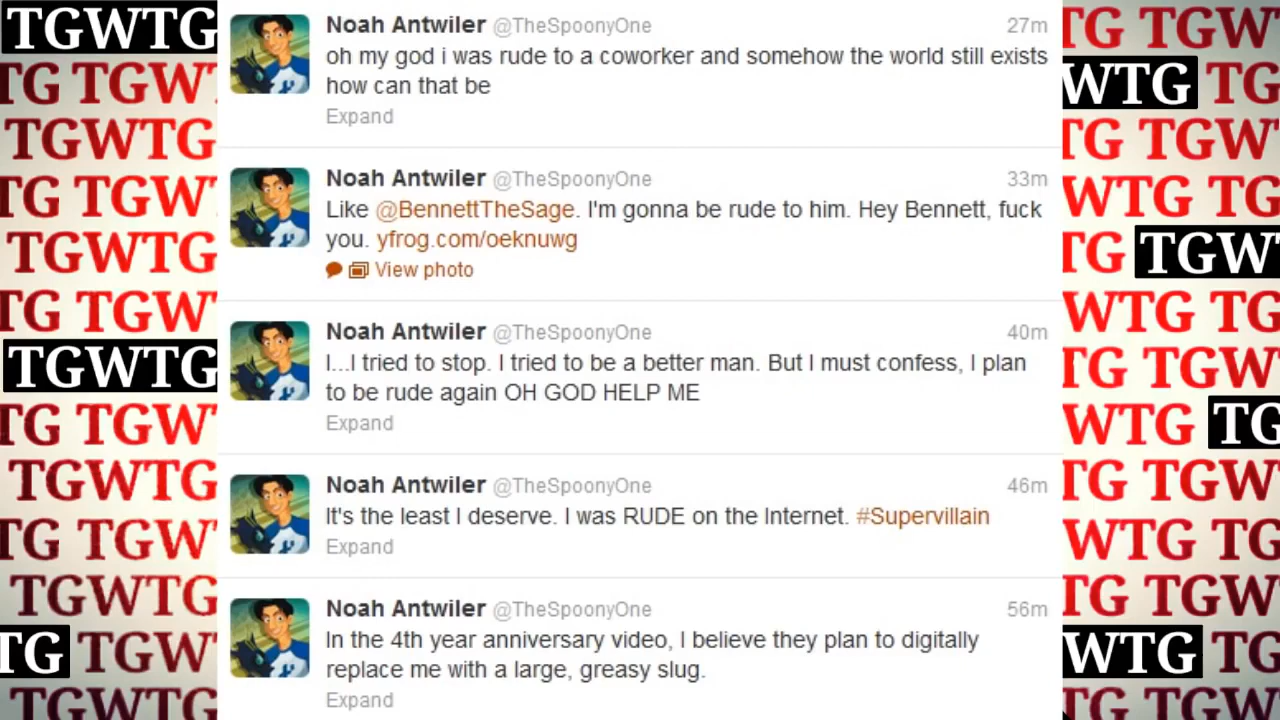 Noah Antwiler @TheSpoonyOne 27m
oh my god i was rude to a coworker and somehow the world still exists
how can that be
Expand
Noah Antwiler @TheSpoonyOne 33m
Like @BennettTheSage. I'm gonna be rude to him. Hey Bennett, fuck
you. yfrog.com/oeknuwg
View photo
Noah Antwiler @TheSpoonyOne 40m
I...I tried to stop. I tried to be a better man. But I must confess, I plan
to be rude again OH GOD HELP ME
Expand
Noah Antwiler @TheSpoonyOne 46m
It's the least I deserve. I was RUDE on the Internet. #Supervillain
Expand
Noah Antwiler @TheSpoonyOne 56m
In the 4th year anniversary video, I believe they plan to digitally
replace me with a large, greasy slug.
Expand
TGWTG
TG TGWT
TGWTG
TG TGWT
TGWTG
TG TGWT
TGWTG
TG TGWT
TGWTG
TG TGWT
TGWTG
TG
TGWTG
TG TGW
WTG TG
TG TGW
WTG TG
TG TGW
WTG TG
TG TGW
WTG TG
TG TGW
WTG TG
TG TGW
WTG TG
TG TGW